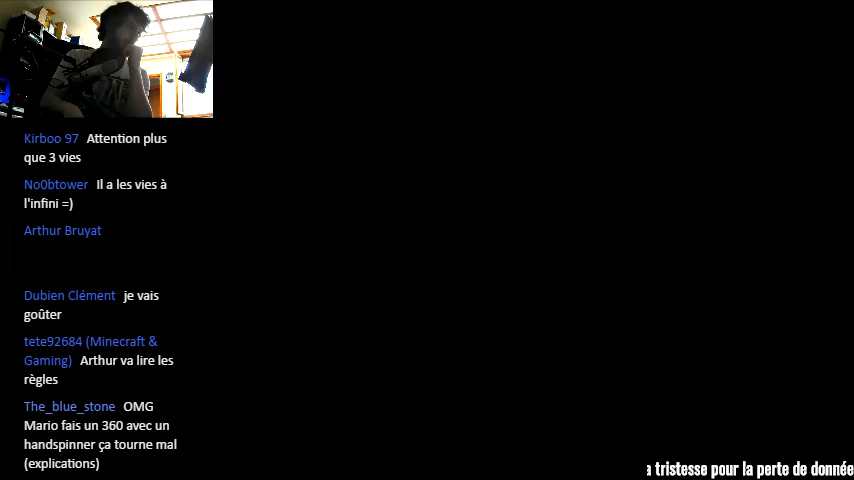 Kirboo 97 Attention plus
que 3 vies
No0btower Il a les vies à
l'infini =)
Arthur Bruyat
Dubien Clément je vais
goûter
tete92684 (Minecraft &
Gaming) Arthur va lire les
règles
The_blue_stone OMG
Mario fais un 360 avec un
handspinner ça tourne mal
(explications)
a tristesse pour la perte de donnée